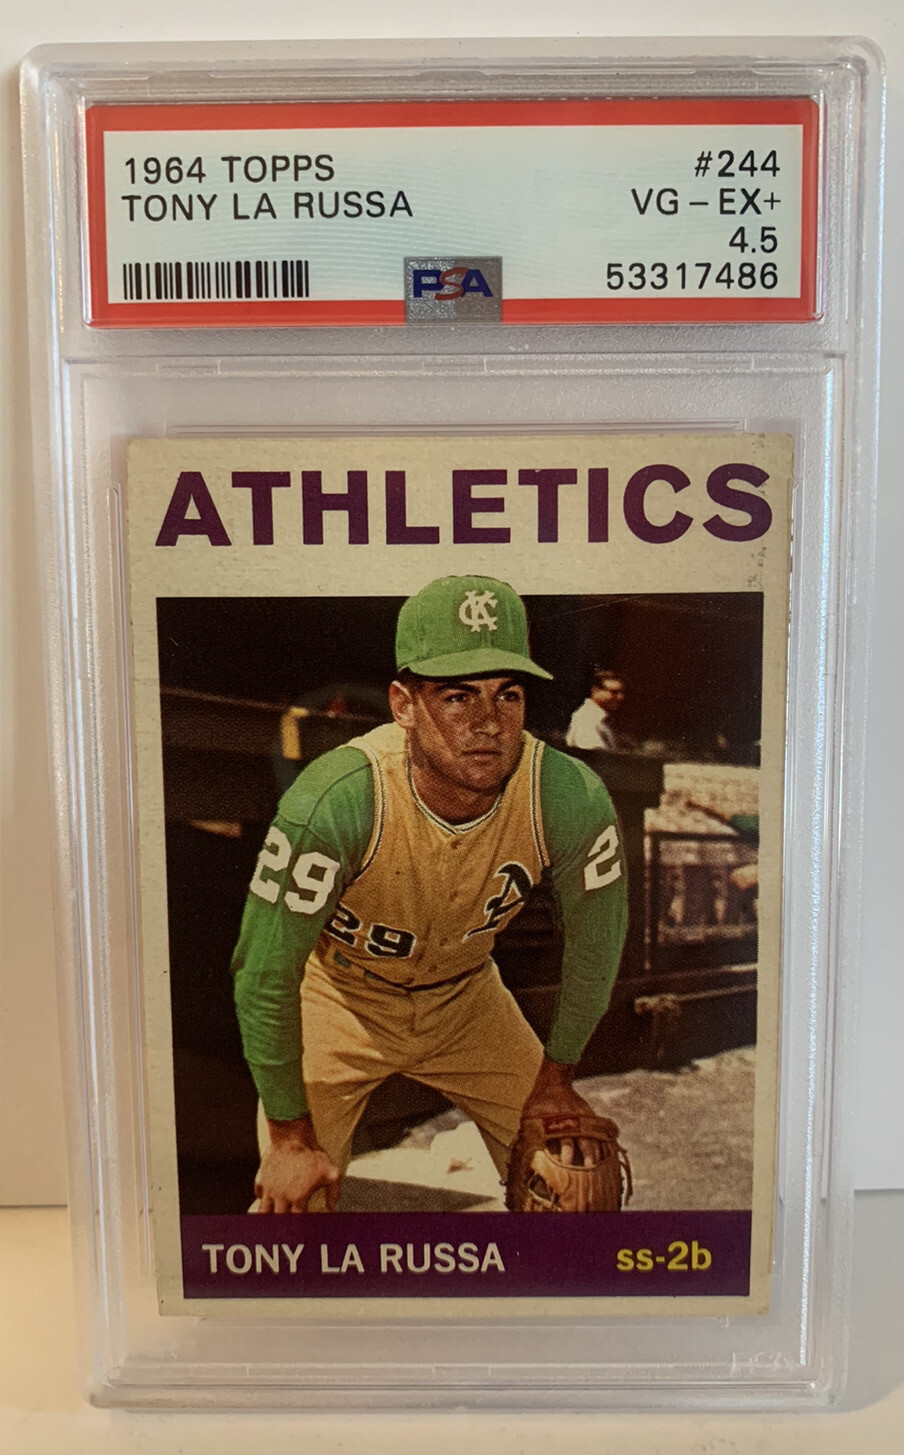 1964 TOPPS #244
TONY LA RUSSA VG-EX+
4.5
PSA 53317486
ATHLETICS
KC
29 2
29 A
TONY LA RUSSA ss-2b